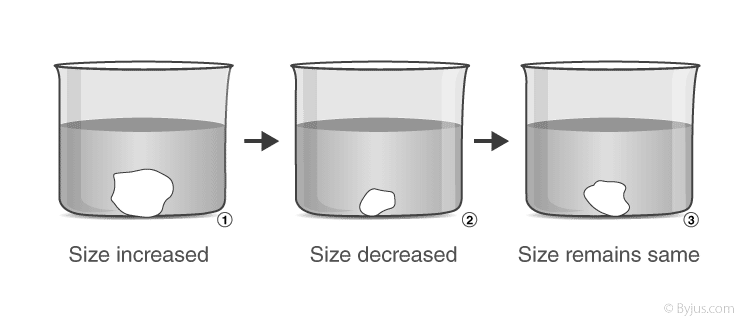 1
2
3
Size increased
Size decreased
Size remains same
© Byjus.com